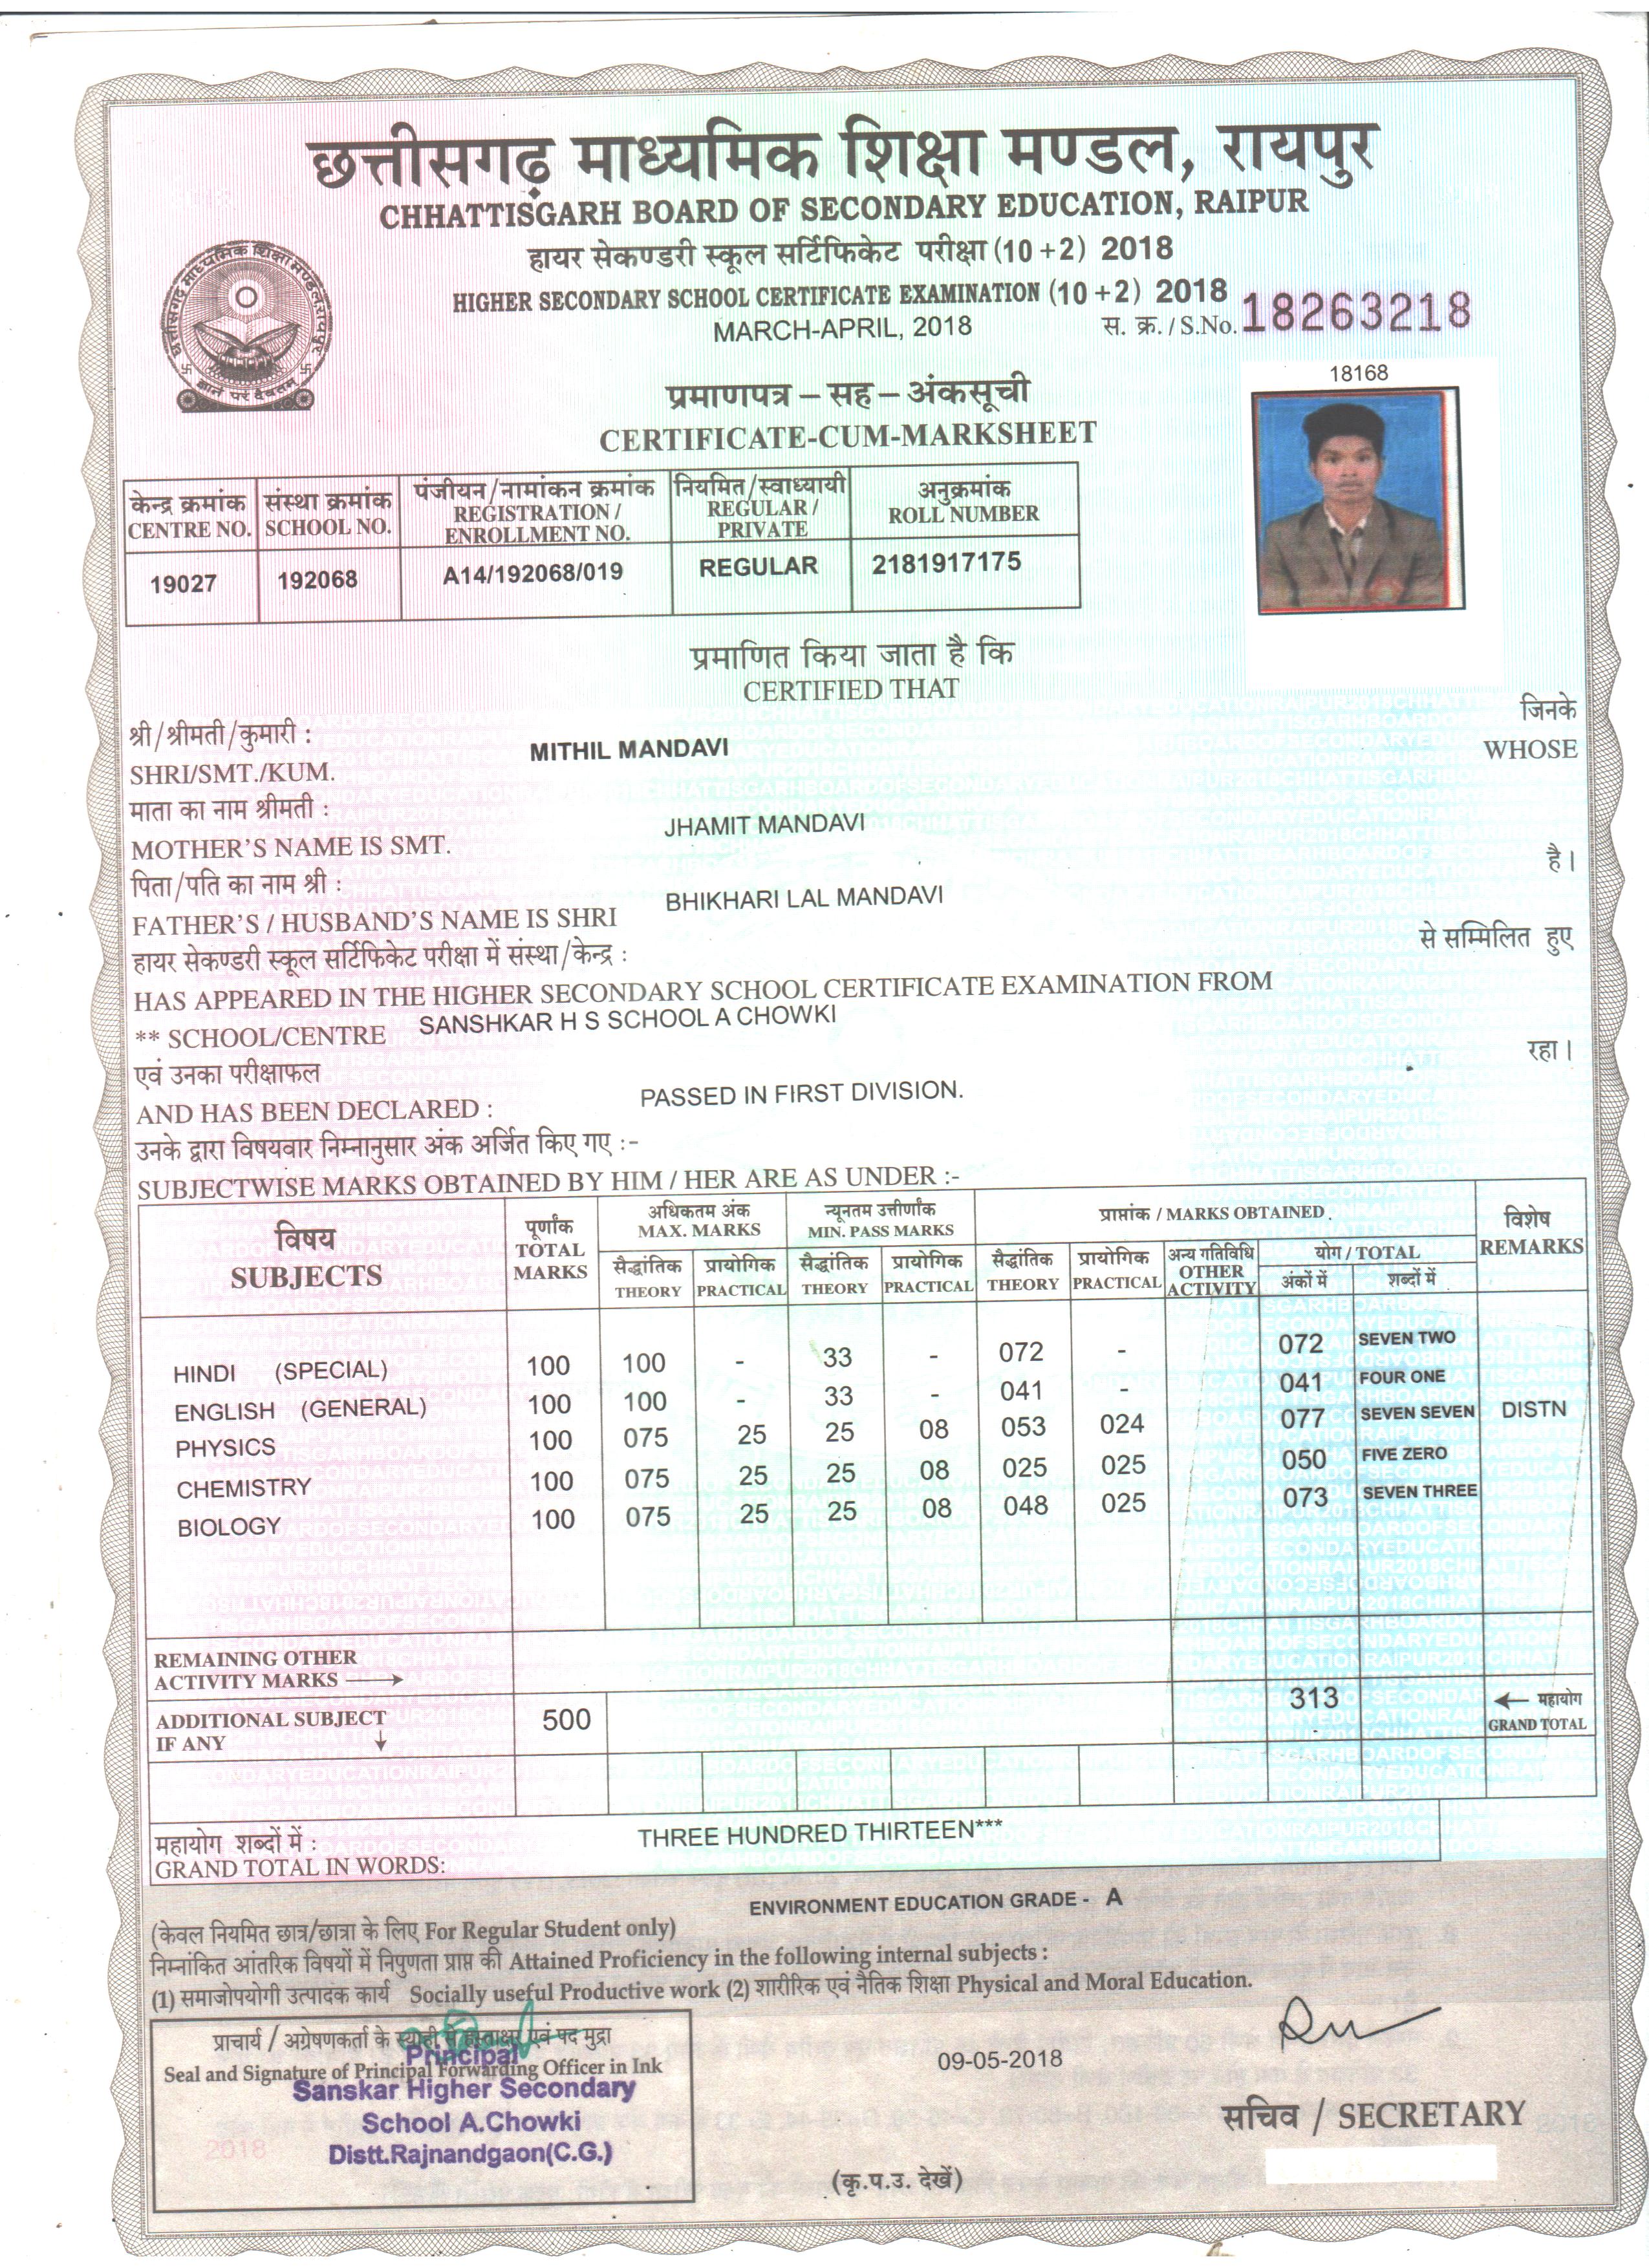 छत्तीसगढ़ माध्यमिक शिक्षा मण्डल, रायपुर
CHHATTISGARH BOARD OF SECONDARY EDUCATION, RAIPUR
हायर सेकण्डरी स्कूल सर्टिफिकेट परीक्षा (10+2) 2018
HIGHER SECONDARY SCHOOL CERTIFICATE EXAMINATION (10+2) 2018
MARCH-APRIL, 2018
स. क्र. / S.No. 18263218
छत्तीसगढ़ माध्यमिक शिक्षा मण्डल, रायपुर
18168
प्रमाणपत्र – सह – अंकसूची
CERTIFICATE-CUM-MARKSHEET
केन्द्र क्रमांक संस्था क्रमांक पंजीयन/नामांकन क्रमांक नियमित/स्वाध्यायी अनुक्रमांक
CENTRE NO. SCHOOL NO. REGISTRATION / ENROLLMENT NO. REGULAR / PRIVATE ROLL NUMBER
19027 192068 A14/192068/019 REGULAR 2181917175
प्रमाणित किया जाता है कि
CERTIFIED THAT
श्री/श्रीमती/कुमारी : जिनके
SHRI/SMT./KUM. MITHIL MANDAVI WHOSE
माता का नाम श्रीमती :
MOTHER'S NAME IS SMT. JHAMIT MANDAVI
पिता/पति का नाम श्री : है।
FATHER'S / HUSBAND'S NAME IS SHRI BHIKHARI LAL MANDAVI
हायर सेकण्डरी स्कूल सर्टिफिकेट परीक्षा में संस्था/केन्द्र : से सम्मिलित हुए
HAS APPEARED IN THE HIGHER SECONDARY SCHOOL CERTIFICATE EXAMINATION FROM
** SCHOOL/CENTRE SANSHKAR H S SCHOOL A CHOWKI
एवं उनका परीक्षाफल रहा।
AND HAS BEEN DECLARED : PASSED IN FIRST DIVISION.
उनके द्वारा विषयवार निम्नानुसार अंक अर्जित किए गए :-
SUBJECTWISE MARKS OBTAINED BY HIM / HER ARE AS UNDER :-
विषय पूर्णांक अधिकतम अंक न्यूनतम उत्तीर्णांक प्राप्तांक / MARKS OBTAINED विशेष
SUBJECTS TOTAL MARKS MAX. MARKS MIN. PASS MARKS REMARKS
सैद्धांतिक प्रायोगिक सैद्धांतिक प्रायोगिक सैद्धांतिक प्रायोगिक अन्य गतिविधि योग / TOTAL
THEORY PRACTICAL THEORY PRACTICAL THEORY PRACTICAL OTHER ACTIVITY अंकों में शब्दों में
HINDI (SPECIAL) 100 100 - 33 - 072 - 072 SEVEN TWO
ENGLISH (GENERAL) 100 100 - 33 - 041 - 041 FOUR ONE
PHYSICS 100 075 25 25 08 053 024 077 SEVEN SEVEN DISTN
CHEMISTRY 100 075 25 25 08 025 025 050 FIVE ZERO
BIOLOGY 100 075 25 25 08 048 025 073 SEVEN THREE
REMAINING OTHER
ACTIVITY MARKS →
ADDITIONAL SUBJECT 500 313 ← महायोग
IF ANY ↓ GRAND TOTAL
महायोग शब्दों में :
GRAND TOTAL IN WORDS: THREE HUNDRED THIRTEEN***
ENVIRONMENT EDUCATION GRADE - A
(केवल नियमित छात्र/छात्रा के लिए For Regular Student only)
निम्नांकित आंतरिक विषयों में निपुणता प्राप्त की Attained Proficiency in the following internal subjects :
(1) समाजोपयोगी उत्पादक कार्य Socially useful Productive work (2) शारीरिक एवं नैतिक शिक्षा Physical and Moral Education.
प्राचार्य / अग्रेषणकर्ता के स्याही में हस्ताक्षर एवं पद मुद्रा
Principal
Seal and Signature of Principal Forwarding Officer in Ink
Sanskar Higher Secondary
School A.Chowki
Distt.Rajnandgaon(C.G.)
2018
09-05-2018
सचिव / SECRETARY
(कृ.प.उ. देखें)